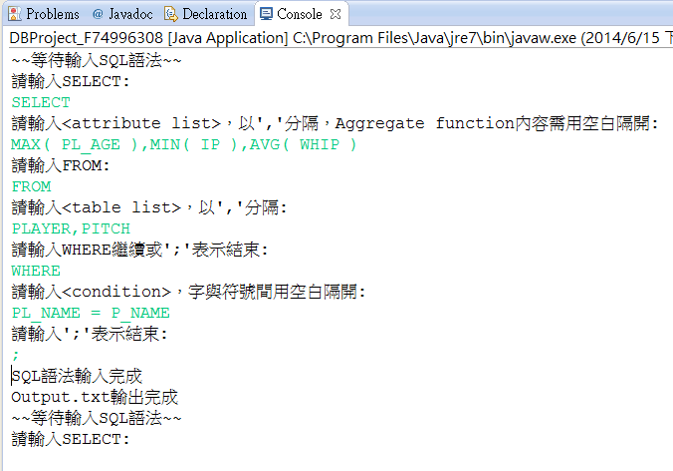 Problems @ Javadoc Declaration Console
DBProject_F74996308 [Java Application] C:\Program Files\Java\jre7\bin\javaw.exe (2014/6/15 下
~~等待輸入SQL語法~~
請輸入SELECT:
SELECT
請輸入<attribute list>，以','分隔，Aggregate function內容需用空白隔開:
MAX( PL_AGE ),MIN( IP ),AVG( WHIP )
請輸入FROM:
FROM
請輸入<table list>，以','分隔:
PLAYER,PITCH
請輸入WHERE繼續或';'表示結束:
WHERE
請輸入<condition>，字與符號間用空白隔開:
PL_NAME = P_NAME
請輸入';'表示結束:
;
SQL語法輸入完成
Output.txt輸出完成
~~等待輸入SQL語法~~
請輸入SELECT: